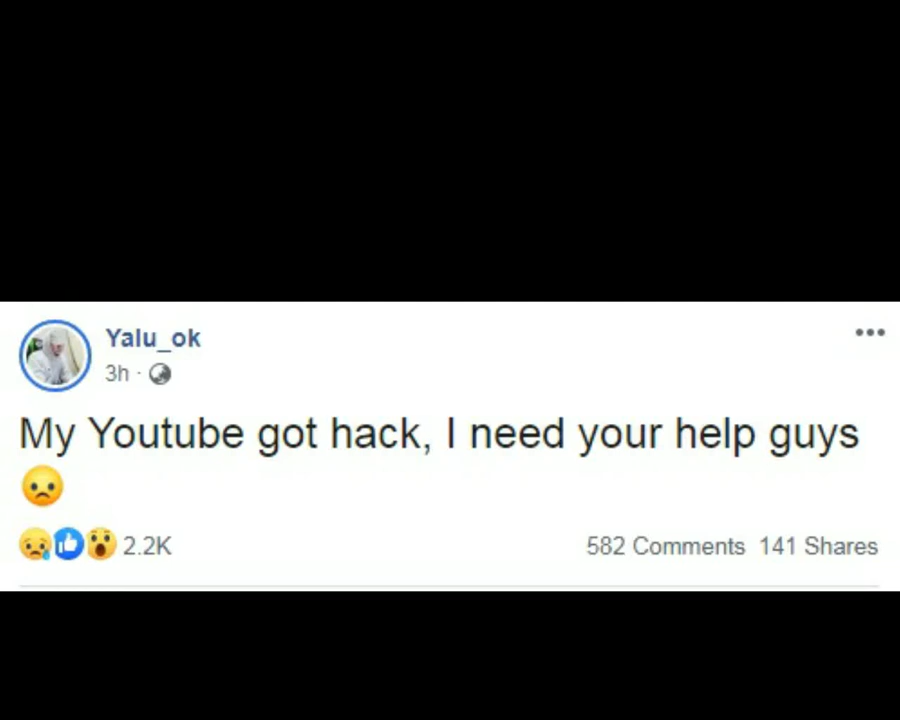 Yalu_ok
3h ·
My Youtube got hack, I need your help guys
2.2K
582 Comments 141 Shares